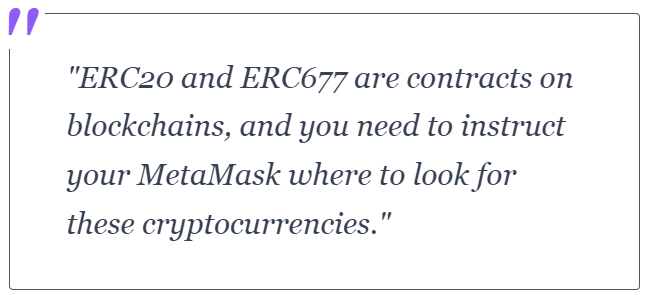 "ERC20 and ERC677 are contracts on
blockchains, and you need to instruct
your MetaMask where to look for
these cryptocurrencies."